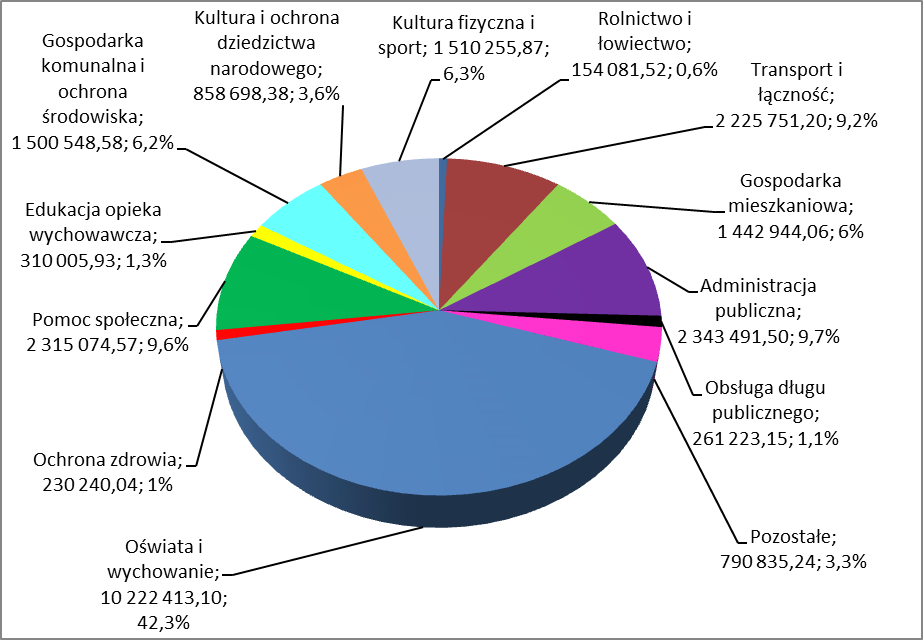 Kultura i ochrona
dziedzictwa
narodowego;
858 698,38; 3,6%
Kultura fizyczna i
sport; 1 510 255,87;
6,3%
Rolnictwo i
łowiectwo;
154 081,52; 0,6%
Transport i
łączność;
2 225 751,20; 9,2%
Gospodarka
mieszkaniowa;
1 442 944,06; 6%
Administracja
publiczna;
2 343 491,50; 9,7%
Obsługa długu
publicznego;
261 223,15; 1,1%
Pozostałe;
790 835,24; 3,3%
Oświata i
wychowanie;
10 222 413,10;
42,3%
Ochrona zdrowia;
230 240,04; 1%
Pomoc społeczna;
2 315 074,57; 9,6%
Edukacja opieka
wychowawcza;
310 005,93; 1,3%
Gospodarka
komunalna i
ochrona
środowiska;
1 500 548,58; 6,2%